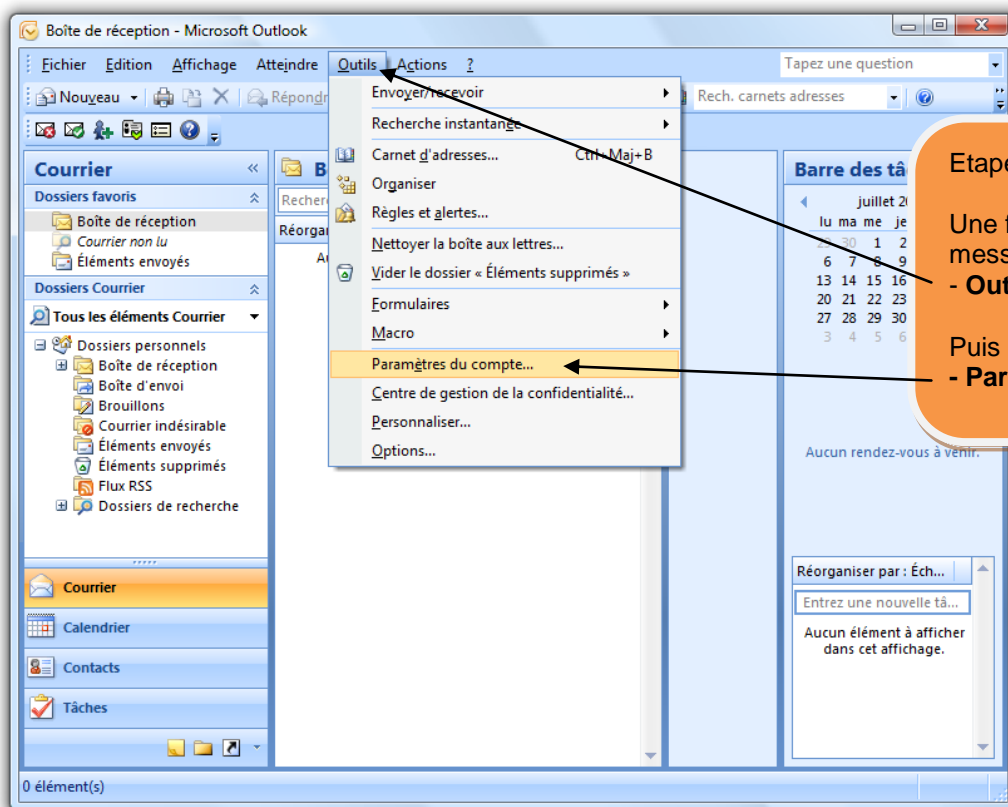 Boîte de réception - Microsoft Outlook
Fichier Edition Affichage Atteindre Outils Actions ?
Tapez une question
Nouveau
Répondr
Rech. carnets adresses
Envoyer/recevoir
Recherche instantanée
Carnet d'adresses... Ctrl+Maj+B
Organiser
Règles et alertes...
Nettoyer la boîte aux lettres...
Vider le dossier « Éléments supprimés »
Formulaires
Macro
Paramètres du compte...
Centre de gestion de la confidentialité...
Personnaliser...
Options...
Courrier «
Dossiers favoris
Boîte de réception
Courrier non lu
Éléments envoyés
Dossiers Courrier
Tous les éléments Courrier
Dossiers personnels
Boîte de réception
Boîte d'envoi
Brouillons
Courrier indésirable
Éléments envoyés
Éléments supprimés
Flux RSS
Dossiers de recherche
Courrier
Calendrier
Contacts
Tâches
0 élément(s)
B
Recher
Réorgan
Barre des tâ
juillet 20
lu ma me je
29 30 1 2
6 7 8 9
13 14 15 16
20 21 22 23
27 28 29 30
3 4 5 6
Aucun rendez-vous à venir.
Réorganiser par : Éch...
Entrez une nouvelle tâ...
Aucun élément à afficher
dans cet affichage.
Etape
Une f
mess
- Out
Puis
- Par